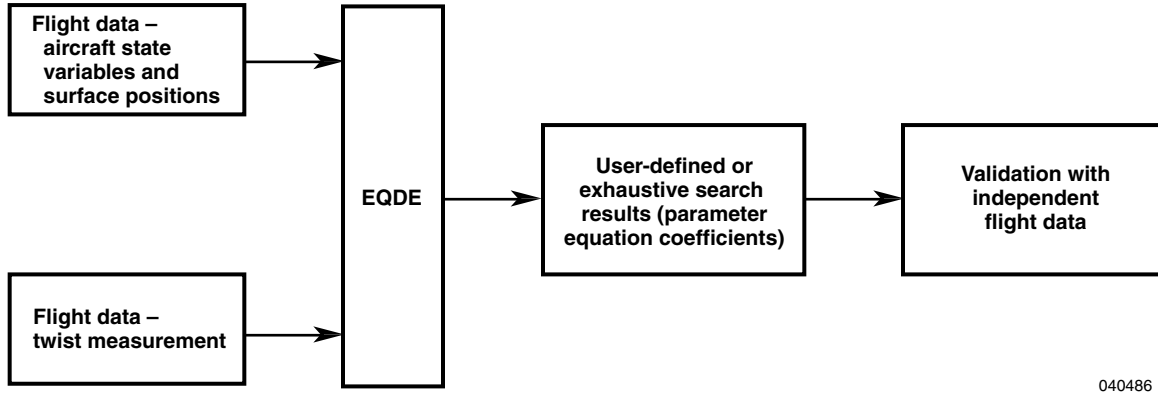 Flight data –
aircraft state
variables and
surface positions
Flight data –
twist measurement
EQDE
User-defined or
exhaustive search
results (parameter
equation coefficients)
Validation with
independent
flight data
040486